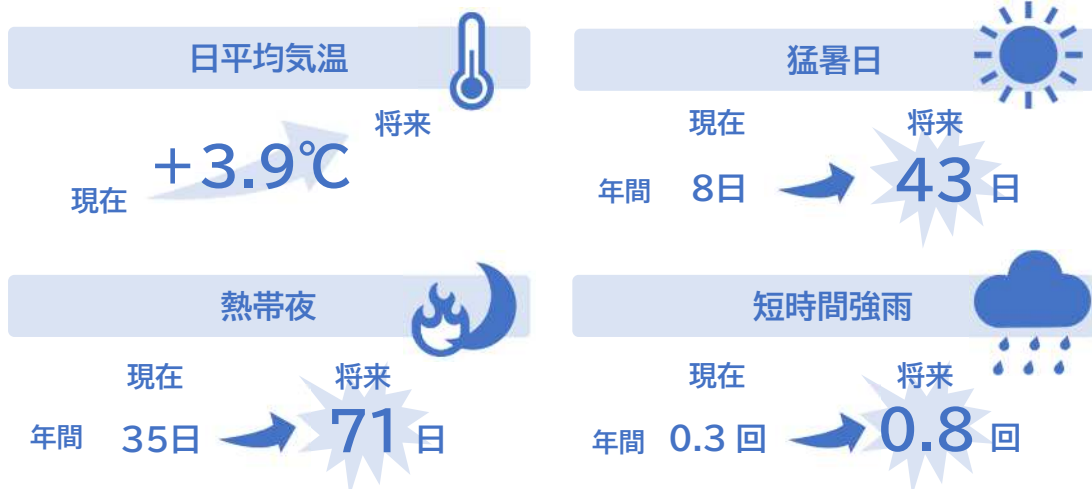 日平均気温
将来
+3.9℃
現在
猛暑日
現在 将来
年間 8日 43 日
熱帯夜
現在 将来
年間 35日 71 日
短時間強雨
現在 将来
年間 0.3 回 0.8 回